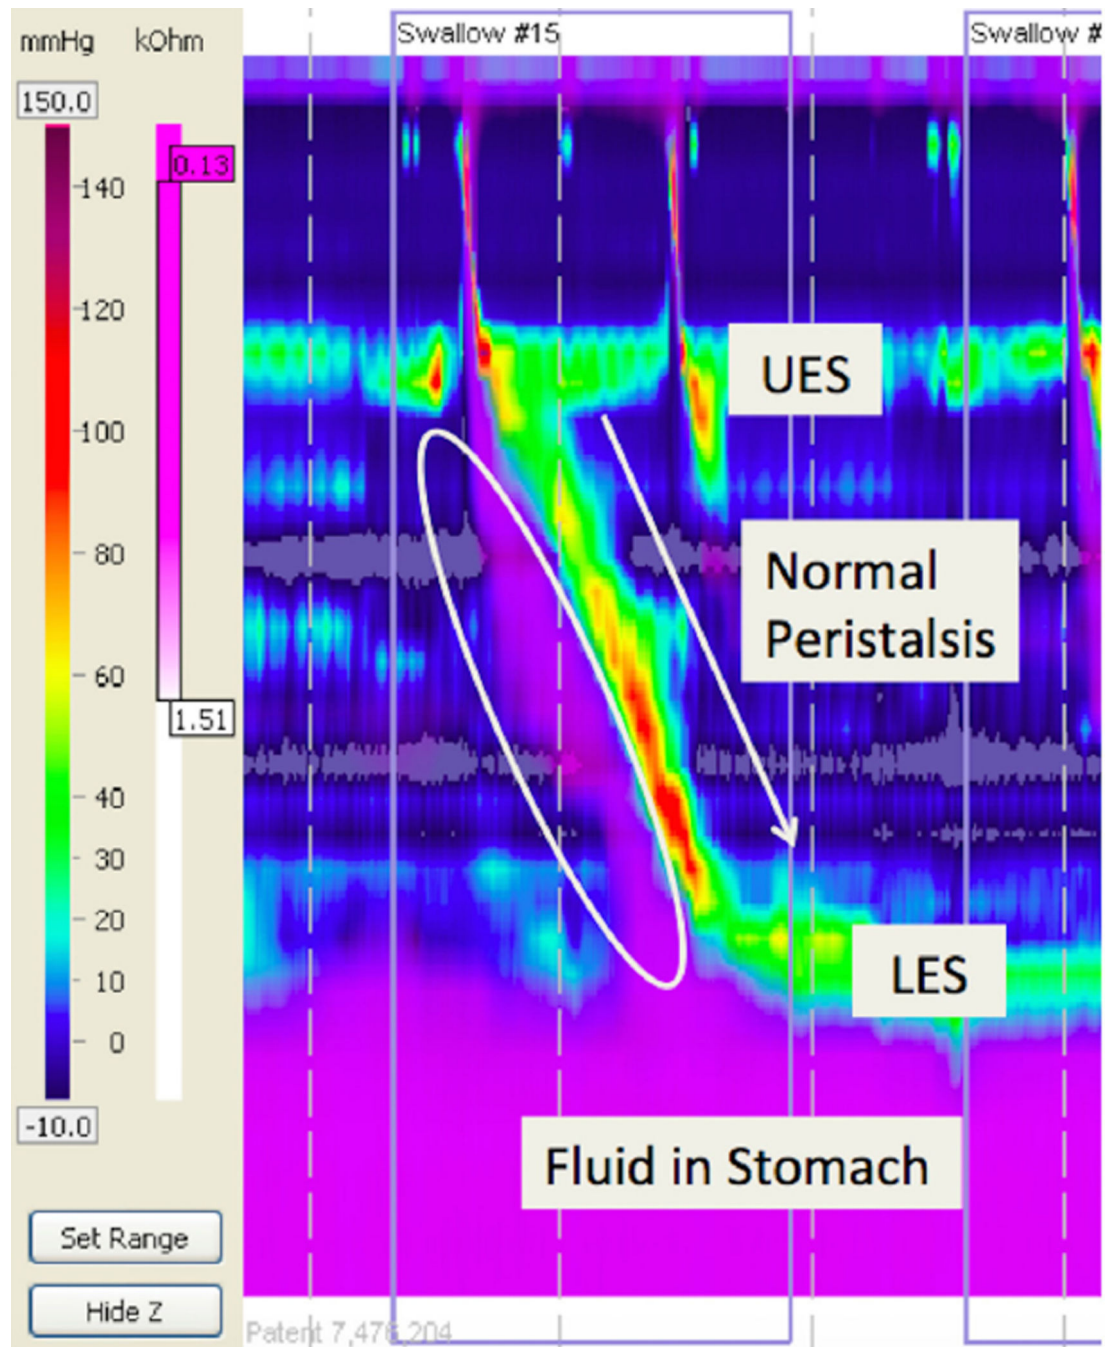 mmHg kOhm
Swallow #15
Swallow #
150.0
0.13
140
120
100
80
60
1.51
40
30
20
10
0
-10.0
UES
Normal
Peristalsis
LES
Fluid in Stomach
Set Range
Hide Z
Patent 7,476,204